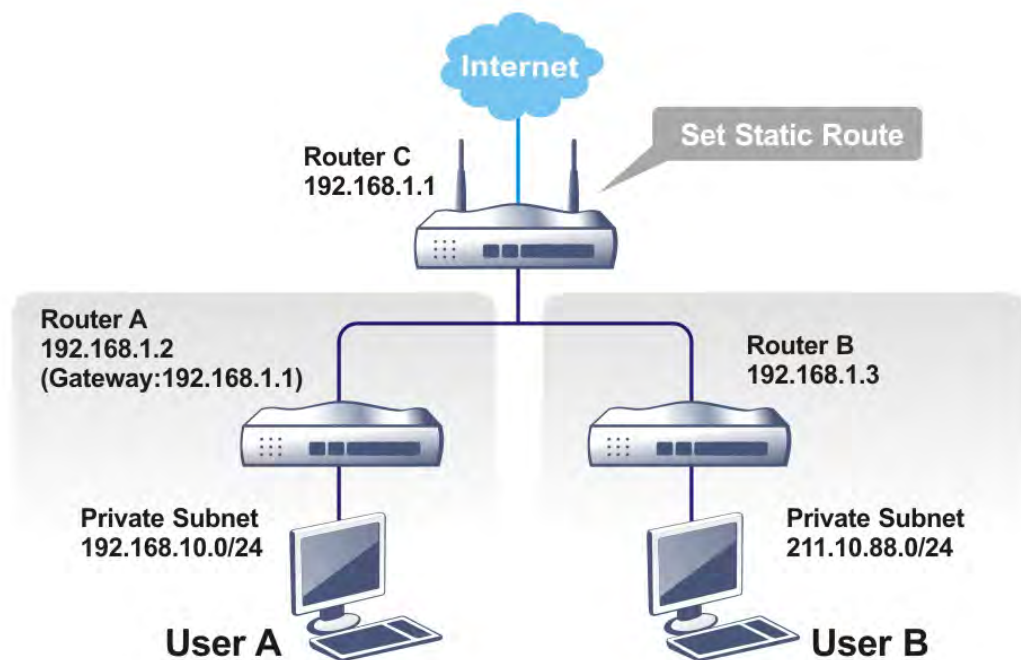 Internet
Set Static Route
Router C
192.168.1.1
Router A
192.168.1.2
(Gateway:192.168.1.1)
Router B
192.168.1.3
Private Subnet
192.168.10.0/24
Private Subnet
211.10.88.0/24
User A
User B